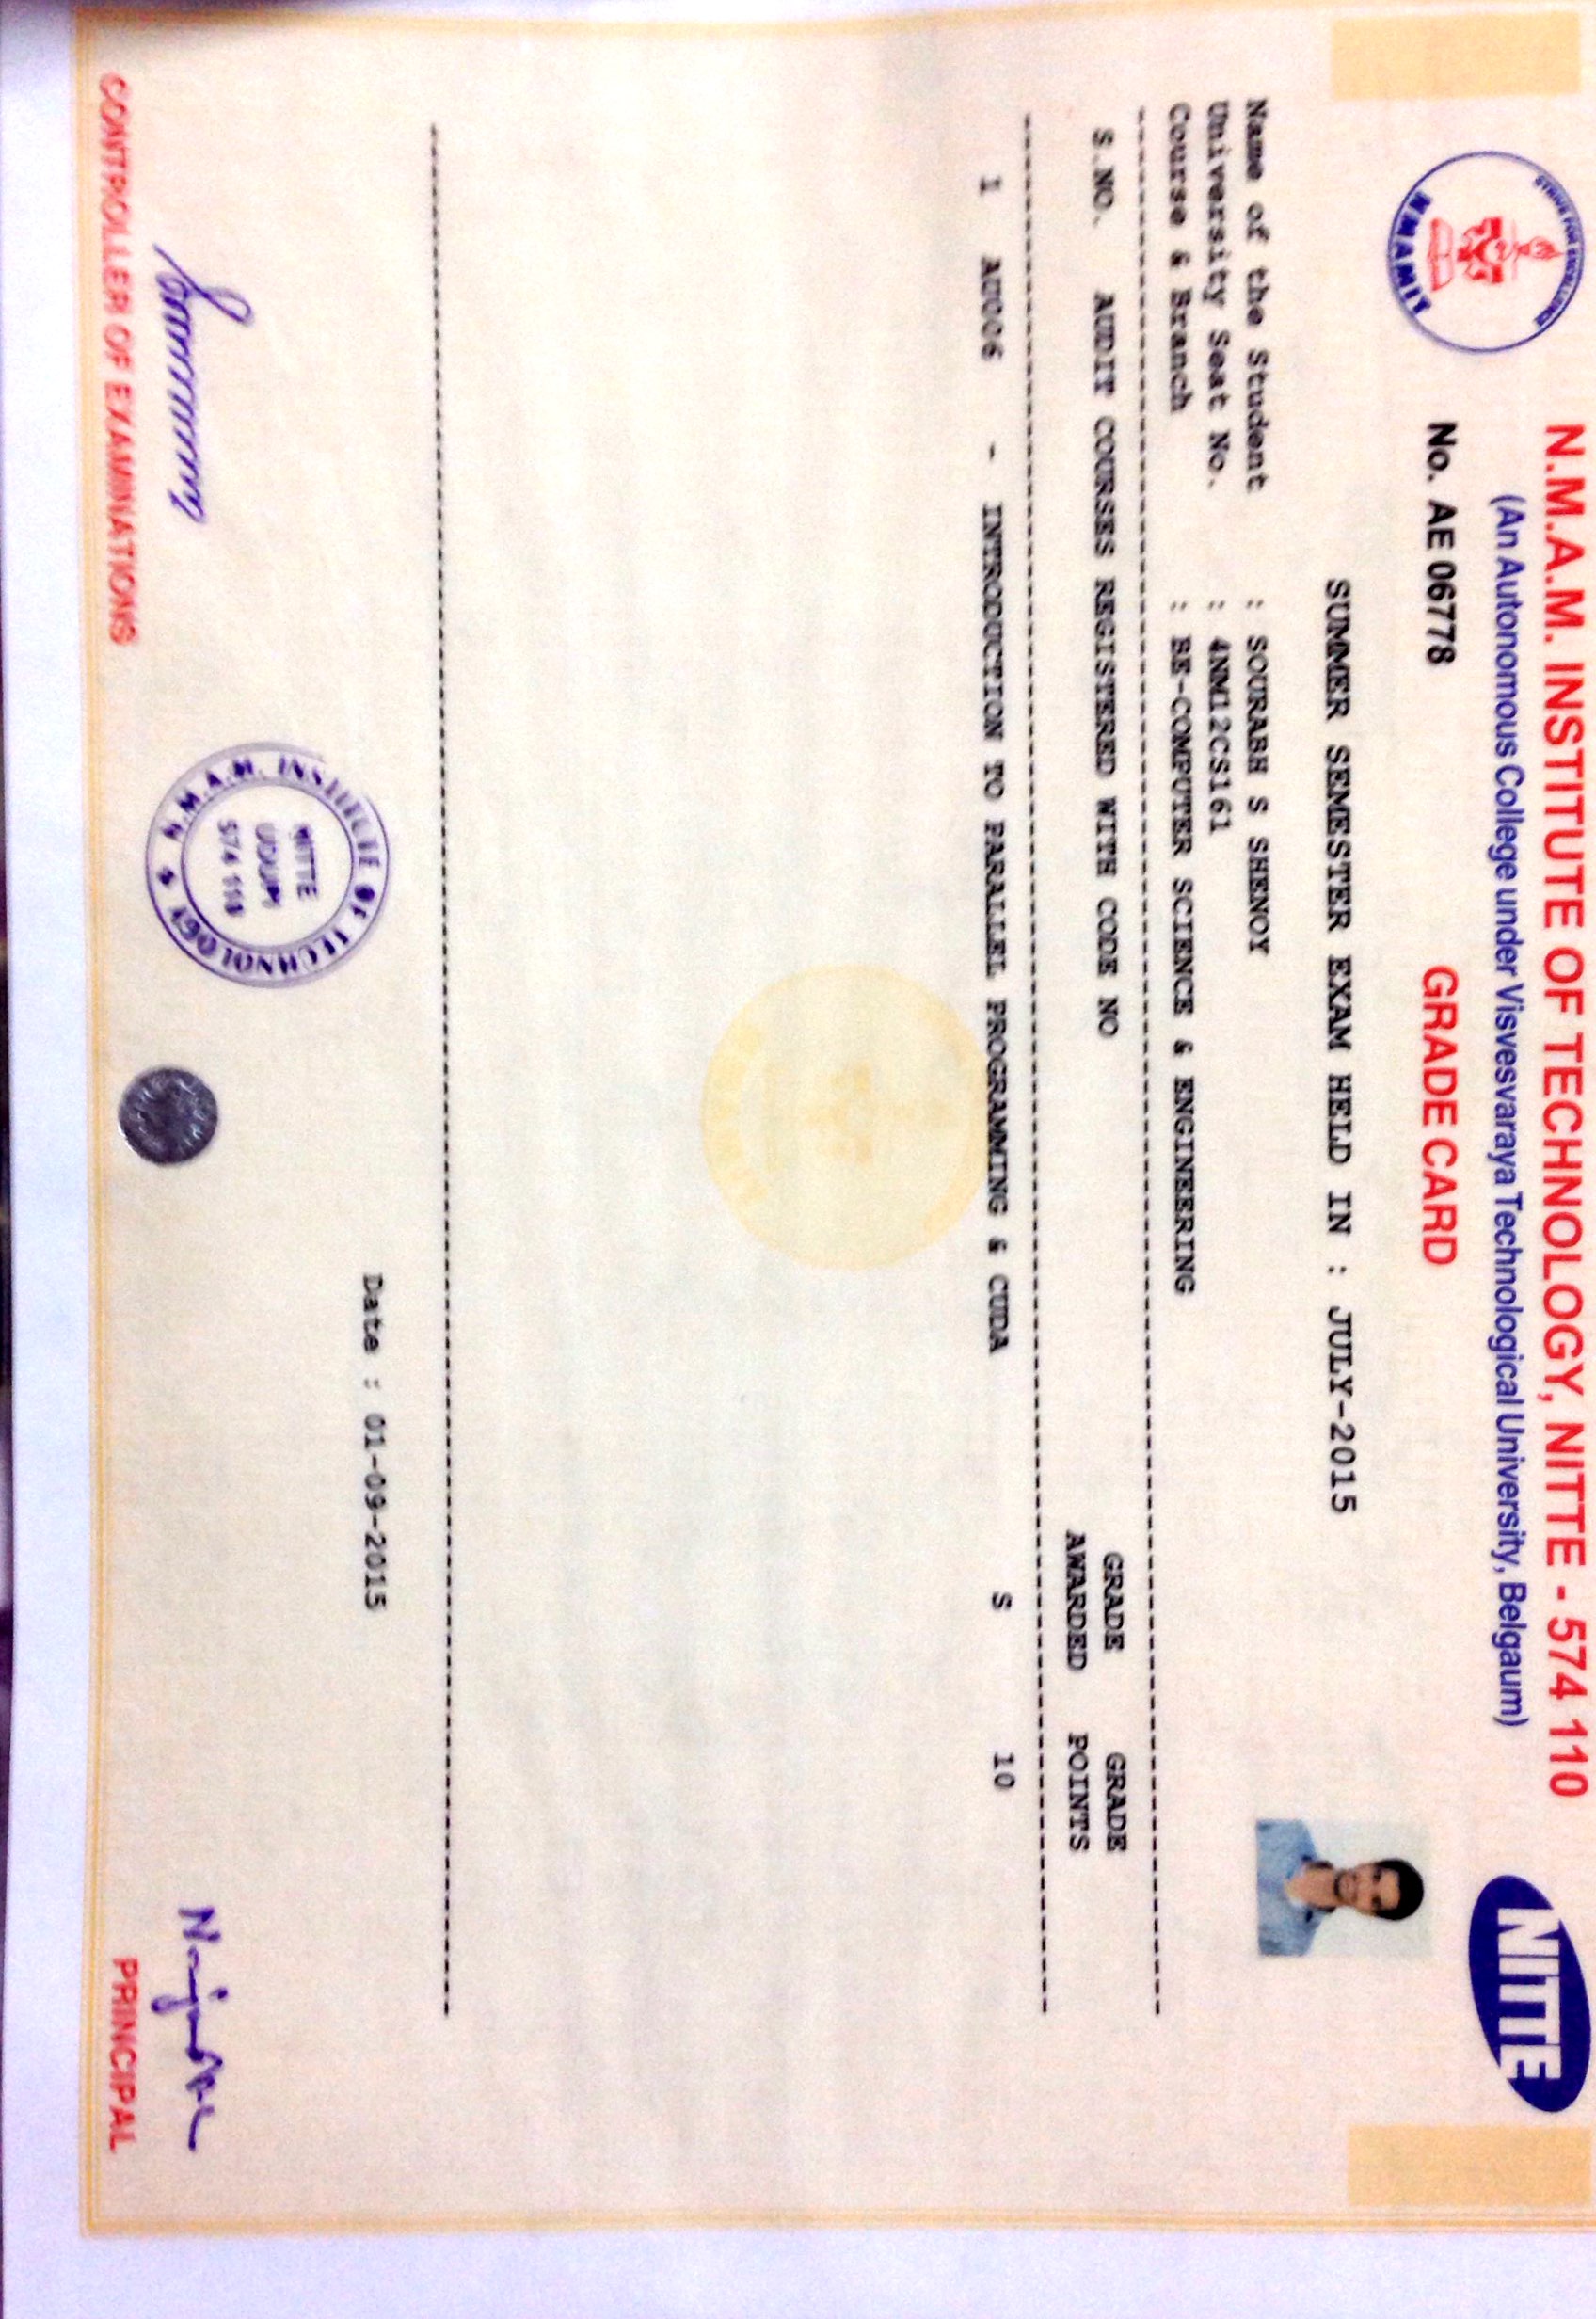 N.M.A.M. INSTITUTE OF TECHNOLOGY, NITTE - 574 110
(An Autonomous College under Visvesvaraya Technological University, Belgaum)
STRIVE FOR EXCELLENCE
NMAMIT
No. AE 06778
GRADE CARD
NITTE
SUMMER SEMESTER EXAM HELD IN : JULY-2015
Name of the Student : SOURABH S SHENOY
University Seat No. : 4NM12CS161
Course & Branch : BE-COMPUTER SCIENCE & ENGINEERING
S.NO. AUDIT COURSES REGISTERED WITH CODE NO GRADE GRADE
AWARDED POINTS
1 AU006 - INTRODUCTION TO PARALLEL PROGRAMMING & CUDA S 10
Date : 01-09-2015
N.M.A.M. INSTITUTE OF TECHNOLOGY
NITTE
UDUPI
574 110
CONTROLLER OF EXAMINATIONS
PRINCIPAL